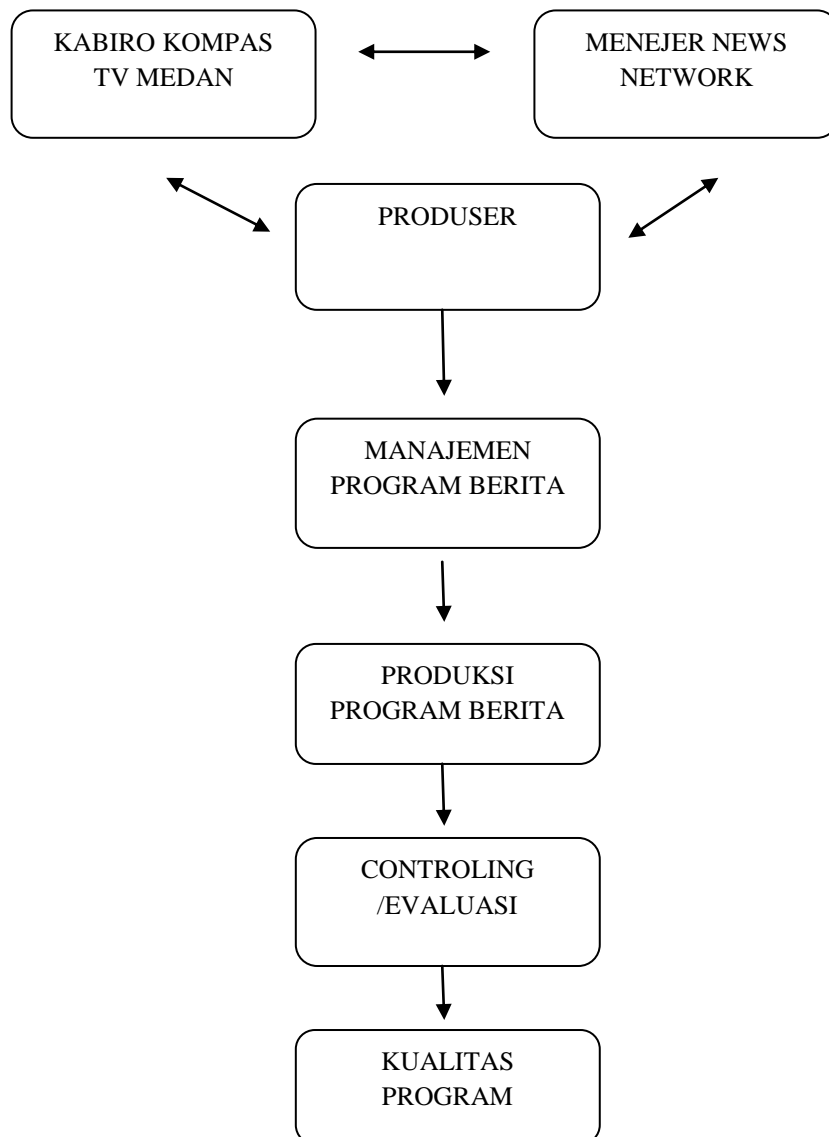 KABIRO KOMPAS
TV MEDAN
MENEJER NEWS
NETWORK
PRODUSER
MANAJEMEN
PROGRAM BERITA
PRODUKSI
PROGRAM BERITA
CONTROLING
/EVALUASI
KUALITAS
PROGRAM